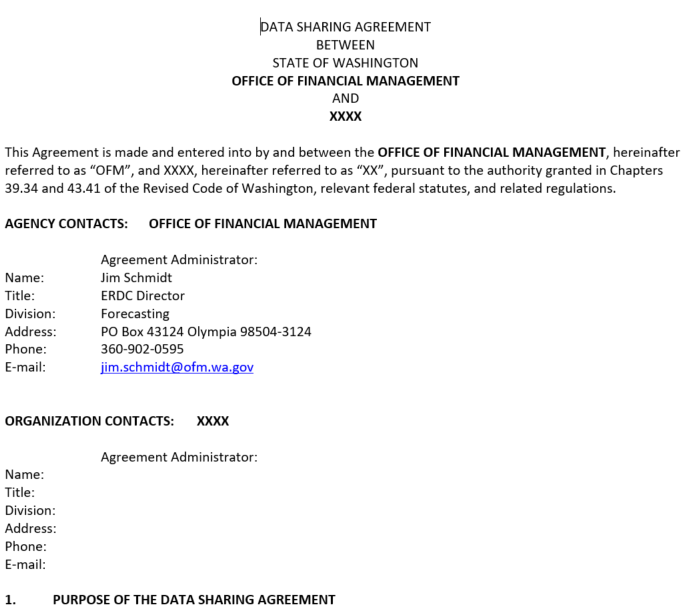 DATA SHARING AGREEMENT
BETWEEN
STATE OF WASHINGTON
OFFICE OF FINANCIAL MANAGEMENT
AND
XXXX
This Agreement is made and entered into by and between the OFFICE OF FINANCIAL MANAGEMENT, hereinafter
referred to as “OFM”, and XXXX, hereinafter referred to as “XX”, pursuant to the authority granted in Chapters
39.34 and 43.41 of the Revised Code of Washington, relevant federal statutes, and related regulations.
AGENCY CONTACTS: OFFICE OF FINANCIAL MANAGEMENT
Agreement Administrator:
Name: Jim Schmidt
Title: ERDC Director
Division: Forecasting
Address: PO Box 43124 Olympia 98504-3124
Phone: 360-902-0595
E-mail: jim.schmidt@ofm.wa.gov
ORGANIZATION CONTACTS: XXXX
Agreement Administrator:
Name:
Title:
Division:
Address:
Phone:
E-mail:
1. PURPOSE OF THE DATA SHARING AGREEMENT